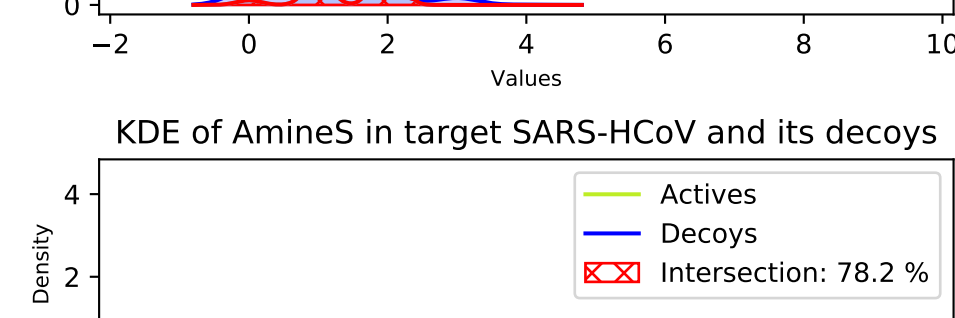 0
−2 0 2 4 6 8 10
Values
KDE of AmineS in target SARS-HCoV and its decoys
4
Actives
Decoys
Density
2
Intersection: 78.2 %